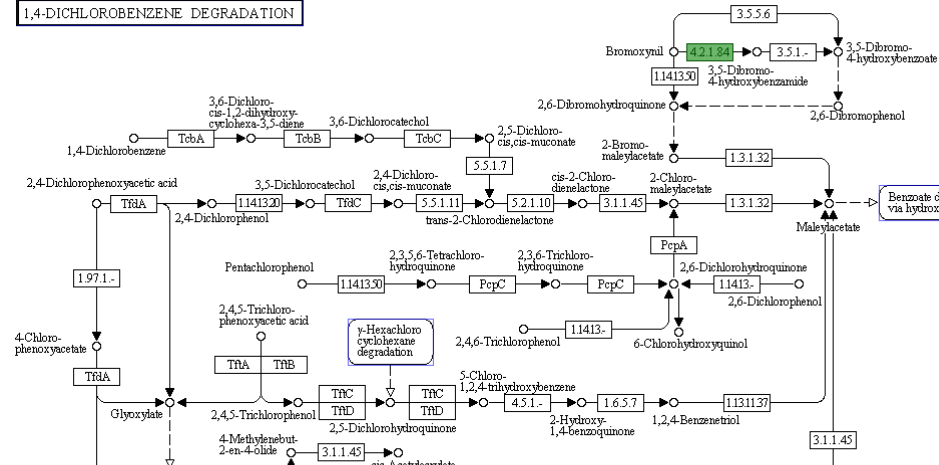 1,4-DICHLOROBENZENE DEGRADATION
3.5.5.6
Bromoxynil
4.2.1.84
3.5.1.-
3,5-Dibromo-
4-hydroxybenzoate
1.14.13.50
3,5-Dibromo-
4-hydroxybenzamide
2,6-Dibromohydroquinone
2,6-Dibromophenol
3,6-Dichloro-
cis-1,2-dihydroxy-
cyclohexa-3,5-diene
3,6-Dichlorocatechol
TcbA
TcbB
TcbC
1,4-Dichlorobenzene
2,5-Dichloro-
cis,cis-muconate
2-Bromo-
maleylacetate
1.3.1.32
5.5.1.7
2,4-Dichlorophenoxyacetic acid
3,5-Dichlorocatechol
2,4-Dichloro-
cis,cis-muconate
cis-2-Chloro-
dienelactone
2-Chloro-
maleylacetate
TfdA
1.14.13.20
TfdC
5.5.1.11
5.2.1.10
3.1.1.45
1.3.1.32
Benzoate d
via hydrox
2,4-Dichlorophenol
trans-2-Chlorodienelactone
Maleylacetate
PcpA
1.97.1.-
Pentachlorophenol
2,3,5,6-Tetrachloro-
hydroquinone
2,3,6-Trichloro-
hydroquinone
2,6-Dichlorohydroquinone
1.14.13.50
PcpC
PcpC
1.14.13.-
2,6-Dichlorophenol
2,4,5-Trichloro-
phenoxyacetic acid
γ-Hexachloro
cyclohexane
degradation
1.14.13.-
2,4,6-Trichlorophenol
6-Chlorohydroxyquinol
4-Chloro-
phenoxyacetate
TfdA
TftA
TftB
5-Chloro-
1,2,4-trihydroxybenzene
TftC
TftD
TftC
TftD
4.5.1.-
1.6.5.7
1.13.11.37
Glyoxylate
2,4,5-Trichlorophenol
2,5-Dichlorohydroquinone
2-Hydroxy-
1,4-benzoquinone
1,2,4-Benzenetriol
4-Methylenebut-
2-en-4-olide
3.1.1.45
cis-Acetylacrylate
3.1.1.45